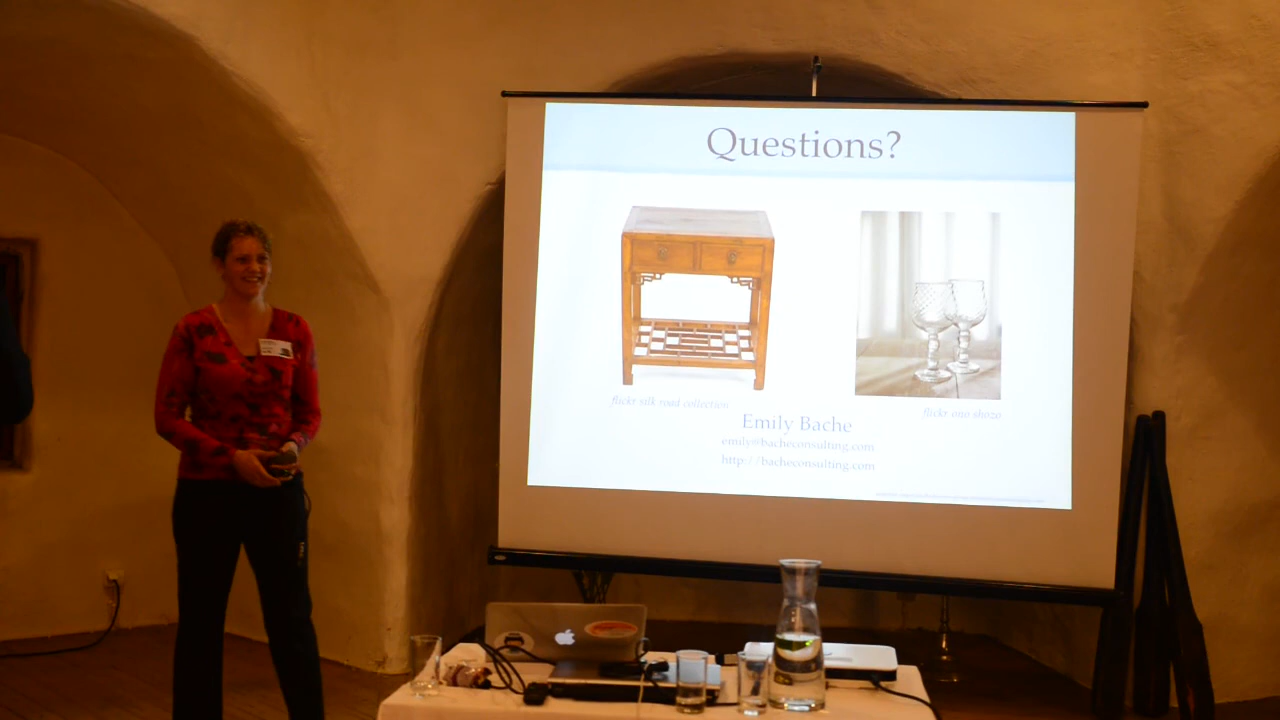 Questions?
flickr silk road collection
flickr ono shozo
Emily Bache
emily@bacheconsulting.com
http://bacheconsulting.com